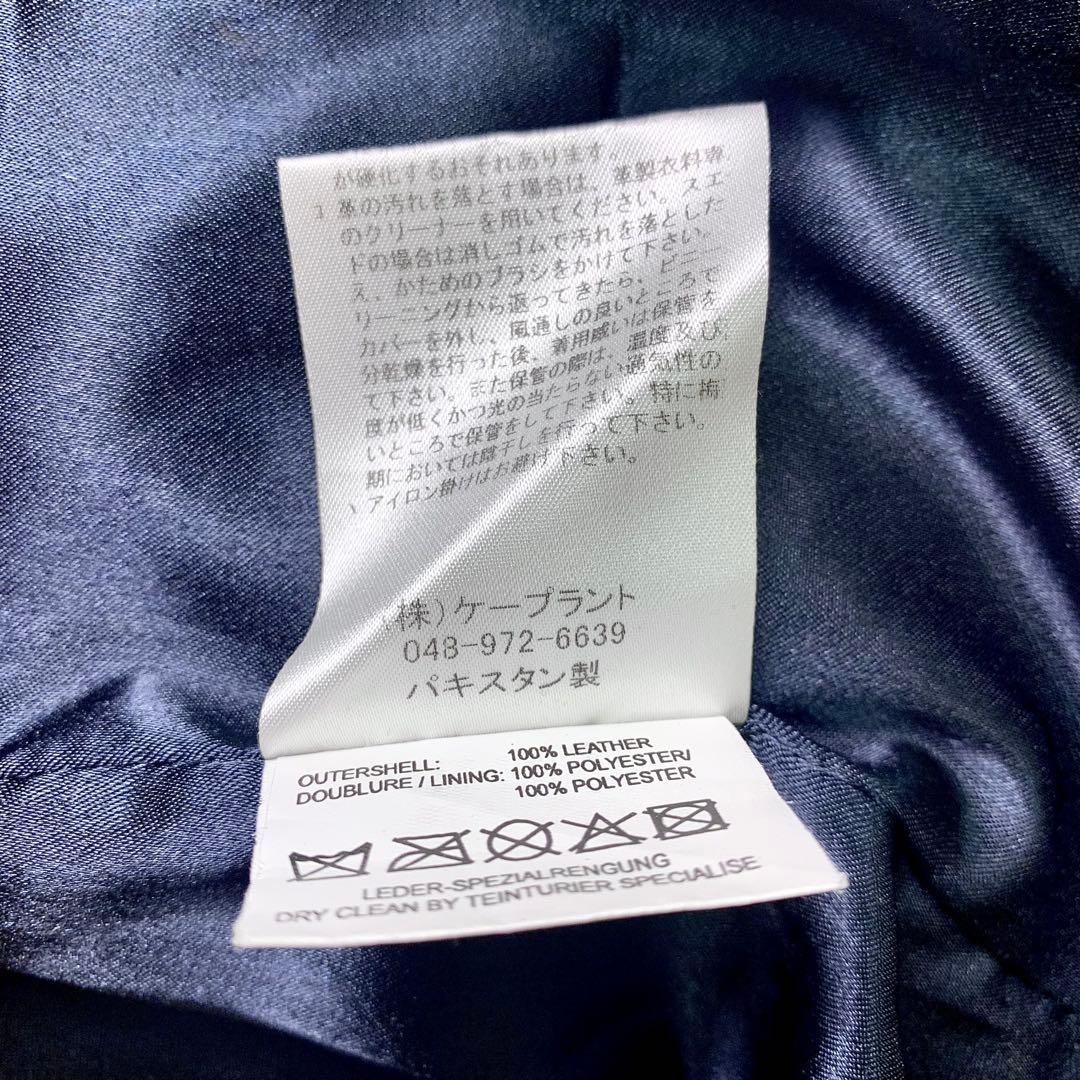 が硬化するおそれあります。
革の汚れを落とす場合は、革製衣料専
のクリーナーを用いてください。スエ
ドの場合は消しゴムで汚れを落とした
え、かためのブラシをかけて下さい。
リーニングから返ってきたら、ビニー
カバーを外し、風通しの良いところで
分乾燥を行った後、着用或いは保管を
て下さい。また保管の際は、温度及び
度が低くかつ光の当たらない通気性の
いところで保管をして下さい。特に梅
期においては陰干しを行って下さい。
アイロン掛けはお避け下さい。
株)ケープラント
048-972-6639
パキスタン製
OUTERSHELL: 100% LEATHER
DOUBLURE / LINING: 100% POLYESTER/
100% POLYESTER
LEDER-SPEZIALRENGUNG
DRY CLEAN BY TEINTURIER SPECIALISE